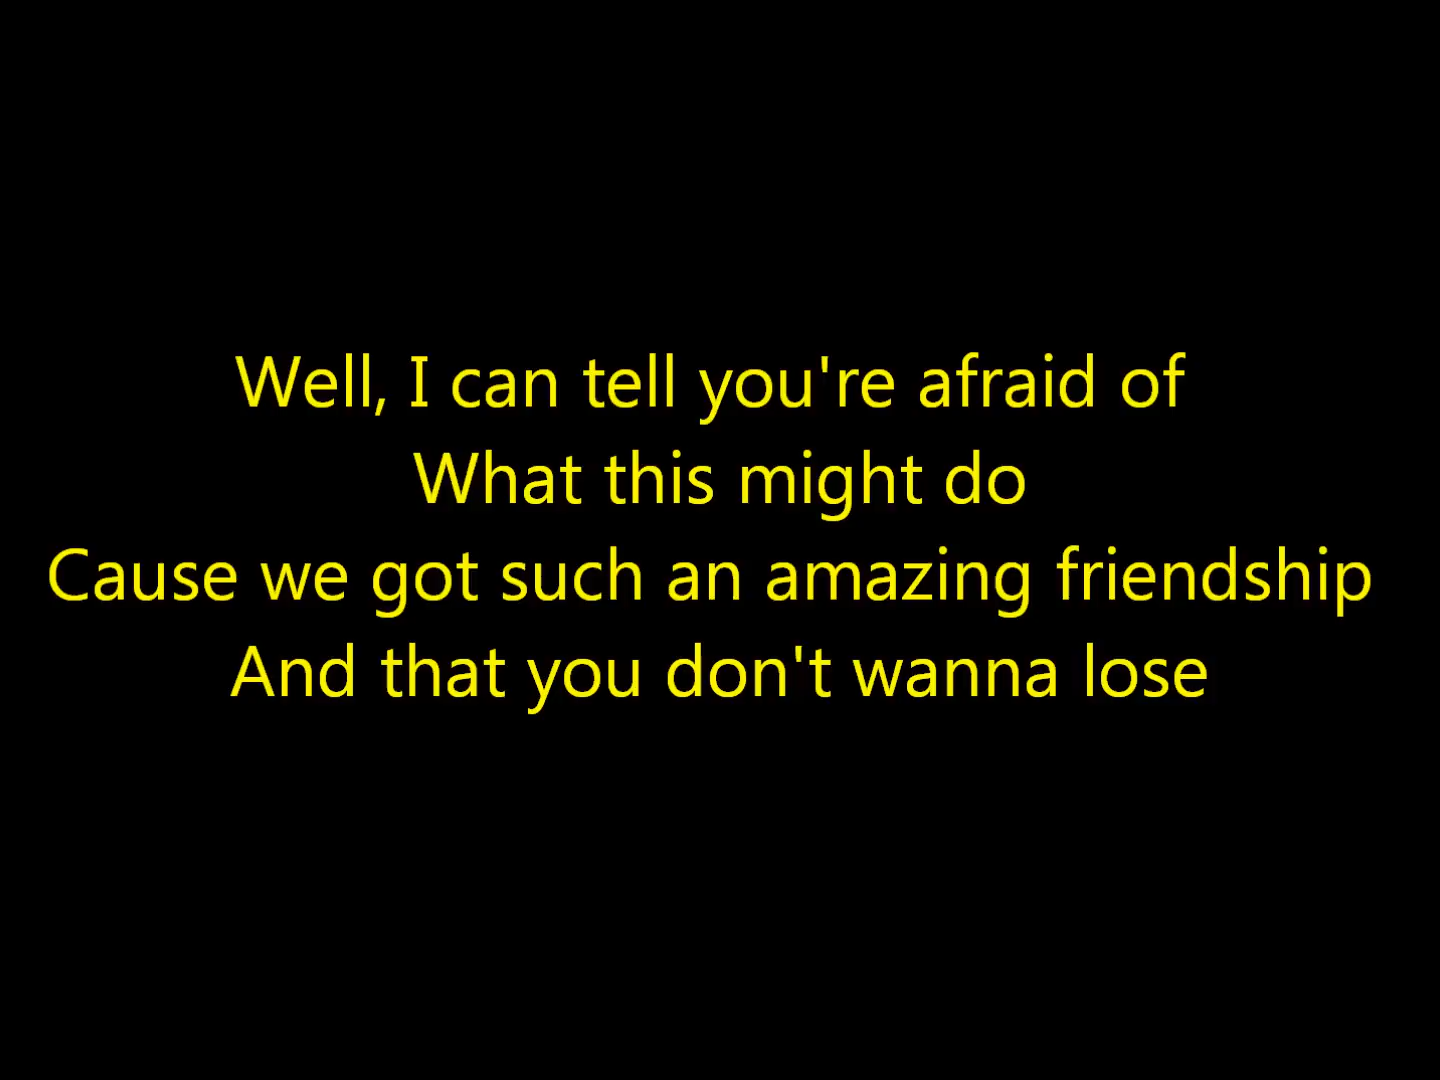 Well, I can tell you're afraid of
What this might do
Cause we got such an amazing friendship
And that you don't wanna lose